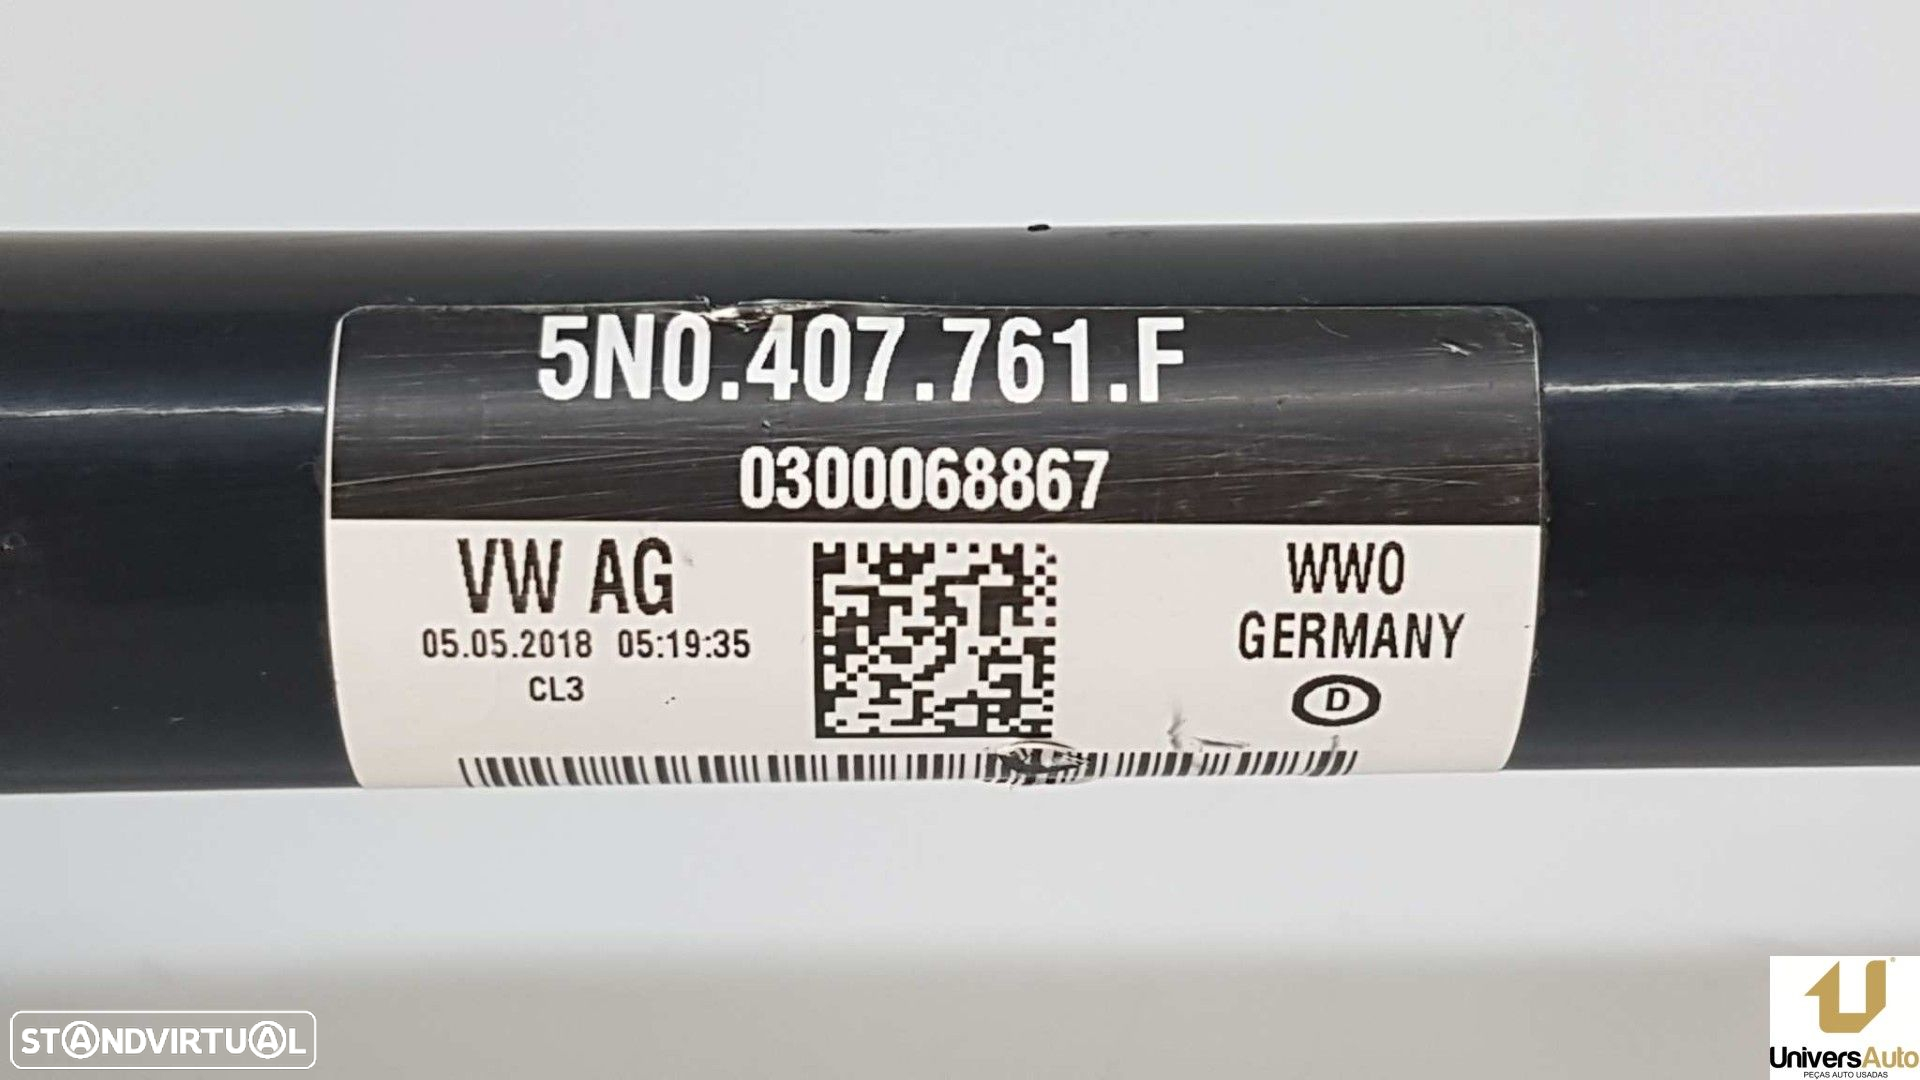 5N0.407.761.F
0300068867
VW AG
05.05.2018 05:19:35
CL3
WWO
GERMANY
D
STANDVIRTUAL
UniversAuto
PEÇAS AUTO USADAS